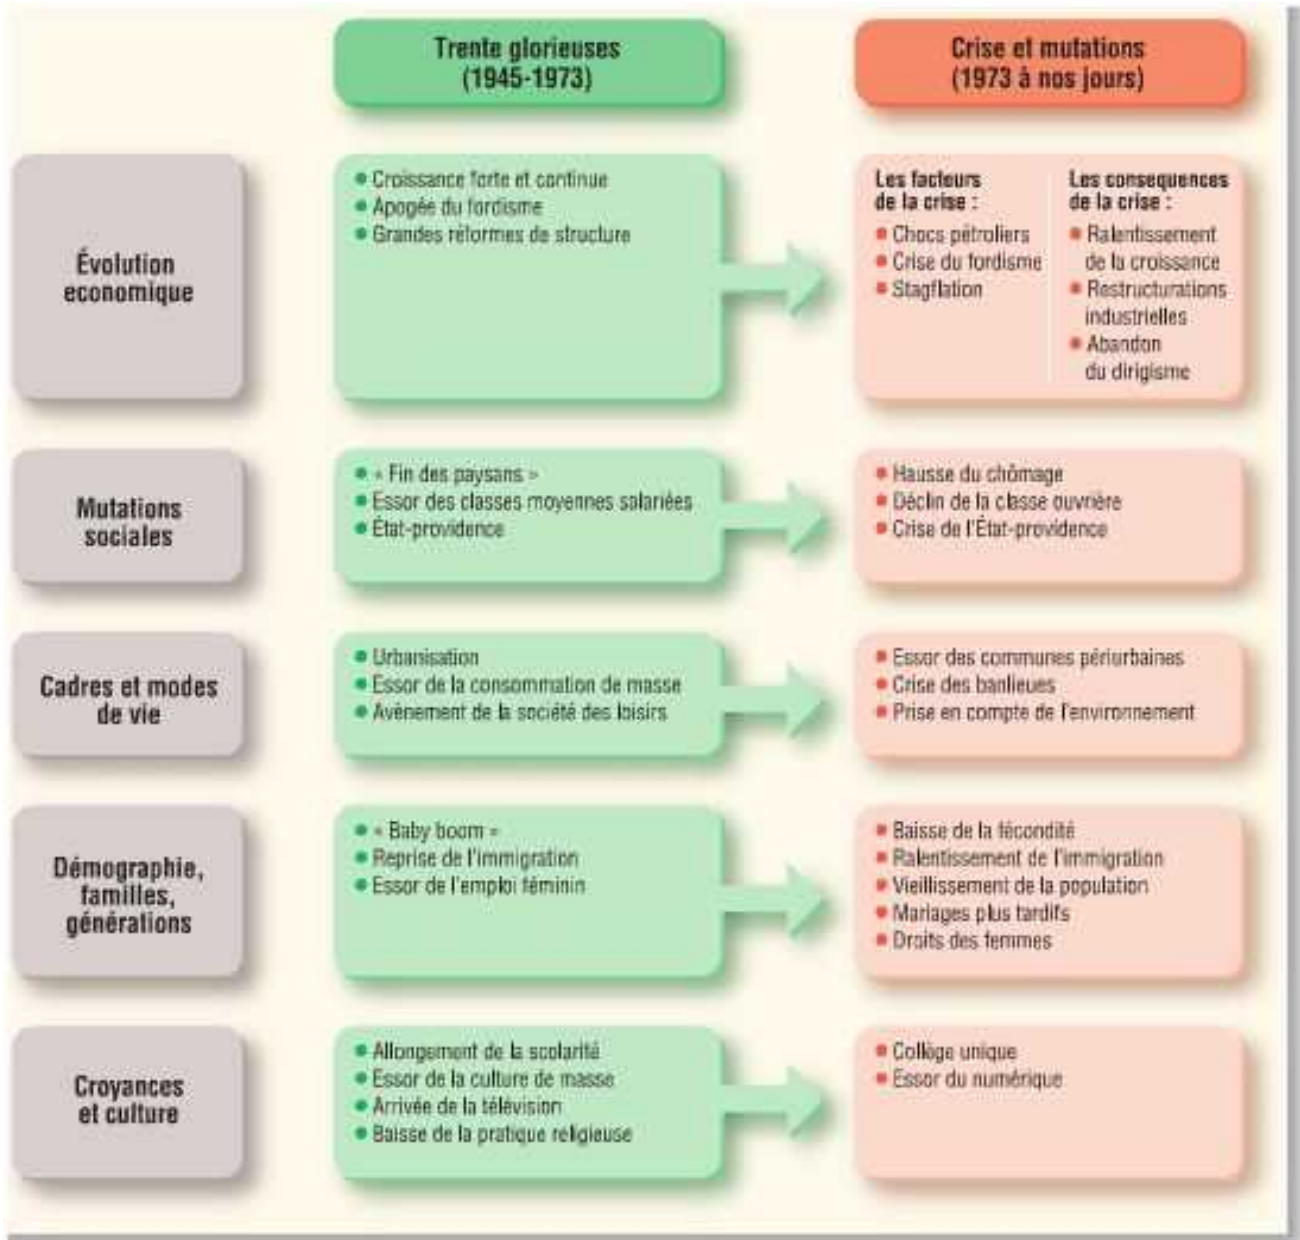 Trente glorieuses
(1945-1973)
Crise et mutations
(1973 à nos jours)
Évolution
economique
• Croissance forte et continue
• Apogée du fordisme
• Grandes réformes de structure
Les facteurs
de la crise :
• Chocs pétroliers
• Crise du fordisme
• Stagflation
Les consequences
de la crise :
• Ralentissement
de la croissance
• Restructurations
industrielles
• Abandon
du dirigisme
Mutations
sociales
• « Fin des paysans »
• Essor des classes moyennes salariées
• État-providence
• Hausse du chômage
• Déclin de la classe ouvrière
• Crise de l'État-providence
Cadres et modes
de vie
• Urbanisation
• Essor de la consommation de masse
• Avènement de la société des loisirs
• Essor des communes périurbaines
• Crise des banlieues
• Prise en compte de l'environnement
Démographie,
familles,
générations
• « Baby boom »
• Reprise de l'immigration
• Essor de l'emploi féminin
• Baisse de la fécondité
• Ralentissement de l'immigration
• Vieillissement de la population
• Mariages plus tardifs
• Droits des femmes
Croyances
et culture
• Allongement de la scolarité
• Essor de la culture de masse
• Arrivée de la télévision
• Baisse de la pratique religieuse
• Collège unique
• Essor du numérique